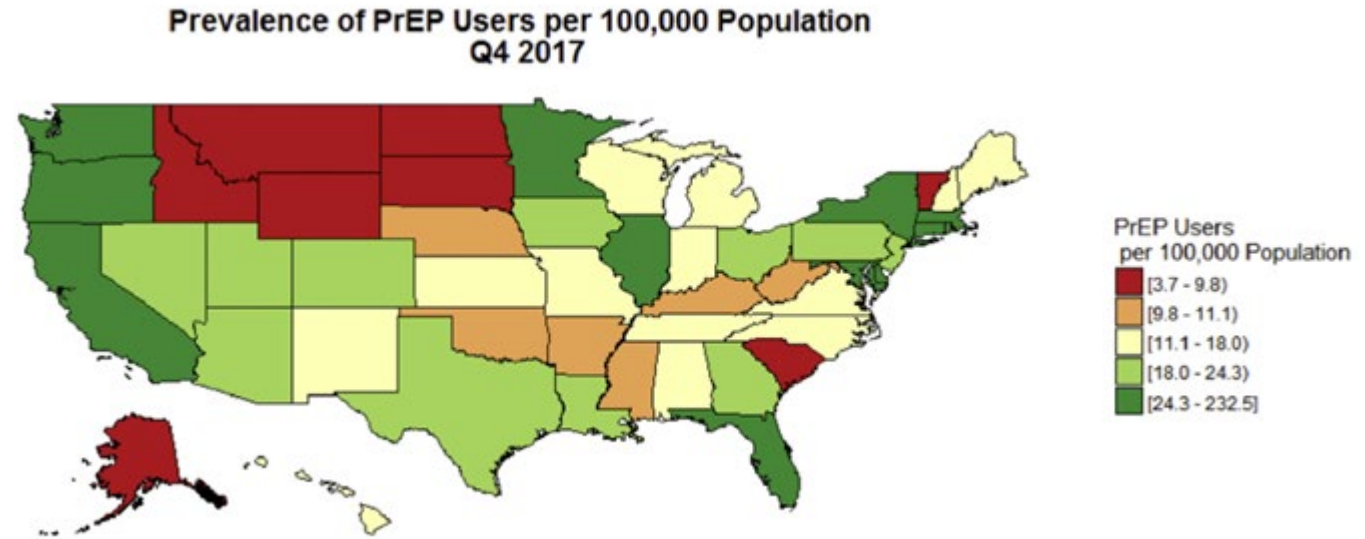 Prevalence of PrEP Users per 100,000 Population
Q4 2017
PrEP Users
per 100,000 Population
[3.7 - 9.8)
[9.8 - 11.1)
[11.1 - 18.0)
[18.0 - 24.3)
[24.3 - 232.5]